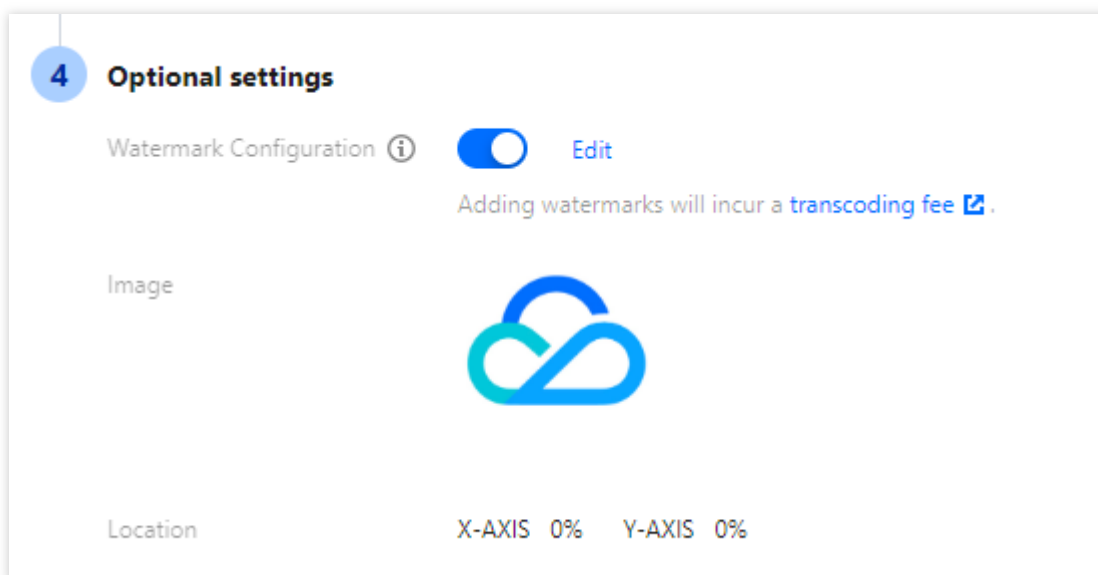 4 Optional settings
Watermark Configuration Edit
Adding watermarks will incur a transcoding fee .
Image
Location X-AXIS 0% Y-AXIS 0%